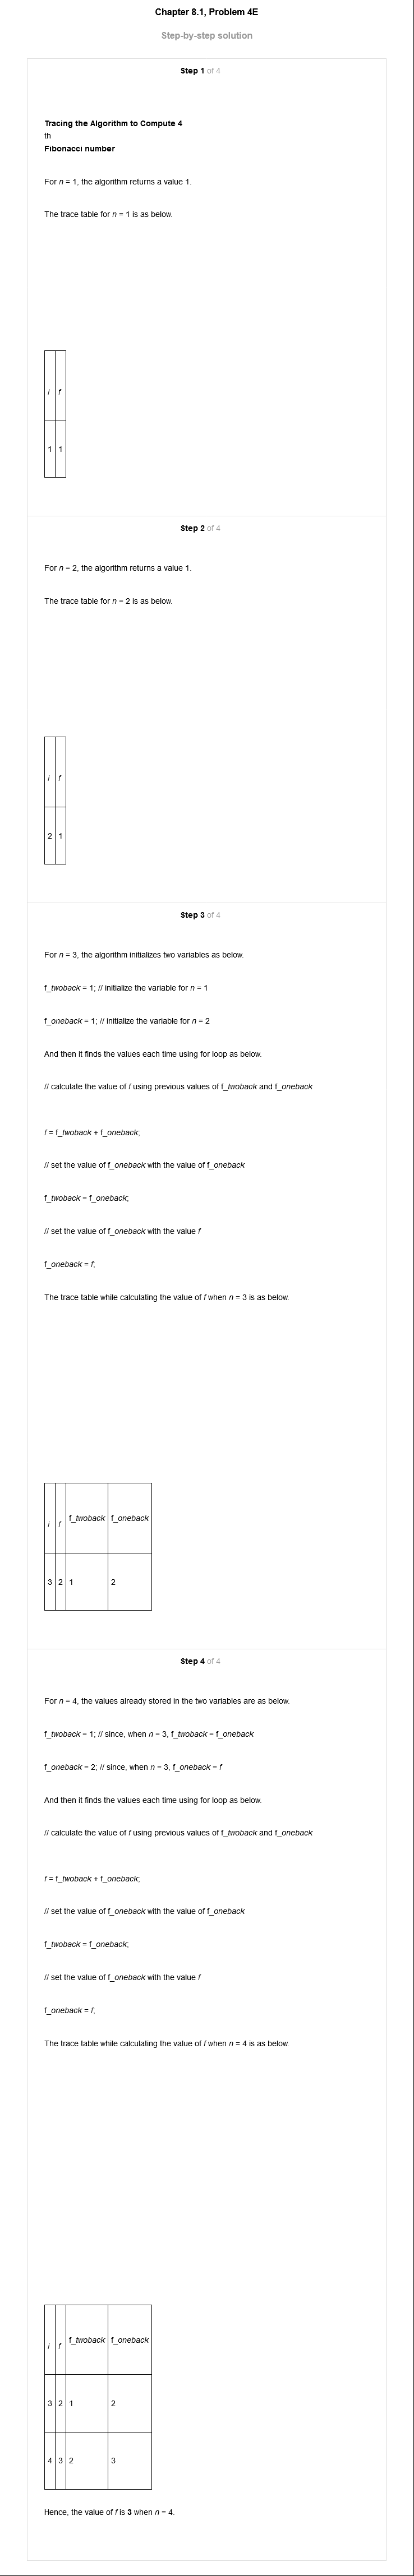 Chapter 8.1, Problem 4E
Step-by-step solution
Step 1 of 4
Tracing the Algorithm to Compute 4
th
Fibonacci number
For n = 1, the algorithm returns a value 1.
The trace table for n = 1 is as below.
i f
1 1
Step 2 of 4
For n = 2, the algorithm returns a value 1.
The trace table for n = 2 is as below.
i f
2 1
Step 3 of 4
For n = 3, the algorithm initializes two variables as below.
f_twoback = 1; // initialize the variable for n = 1
f_oneback = 1; // initialize the variable for n = 2
And then it finds the values each time using for loop as below.
// calculate the value of f using previous values of f_twoback and f_oneback
f = f_twoback + f_oneback;
// set the value of f_oneback with the value of f_oneback
f_twoback = f_oneback;
// set the value of f_oneback with the value f
f_oneback = f;
The trace table while calculating the value of f when n = 3 is as below.
i f f_twoback f_oneback
3 2 1 2
Step 4 of 4
For n = 4, the values already stored in the two variables are as below.
f_twoback = 1; // since, when n = 3, f_twoback = f_oneback
f_oneback = 2; // since, when n = 3, f_oneback = f
And then it finds the values each time using for loop as below.
// calculate the value of f using previous values of f_twoback and f_oneback
f = f_twoback + f_oneback;
// set the value of f_oneback with the value of f_oneback
f_twoback = f_oneback;
// set the value of f_oneback with the value f
f_oneback = f;
The trace table while calculating the value of f when n = 4 is as below.
i f f_twoback f_oneback
3 2 1 2
4 3 2 3
Hence, the value of f is 3 when n = 4.